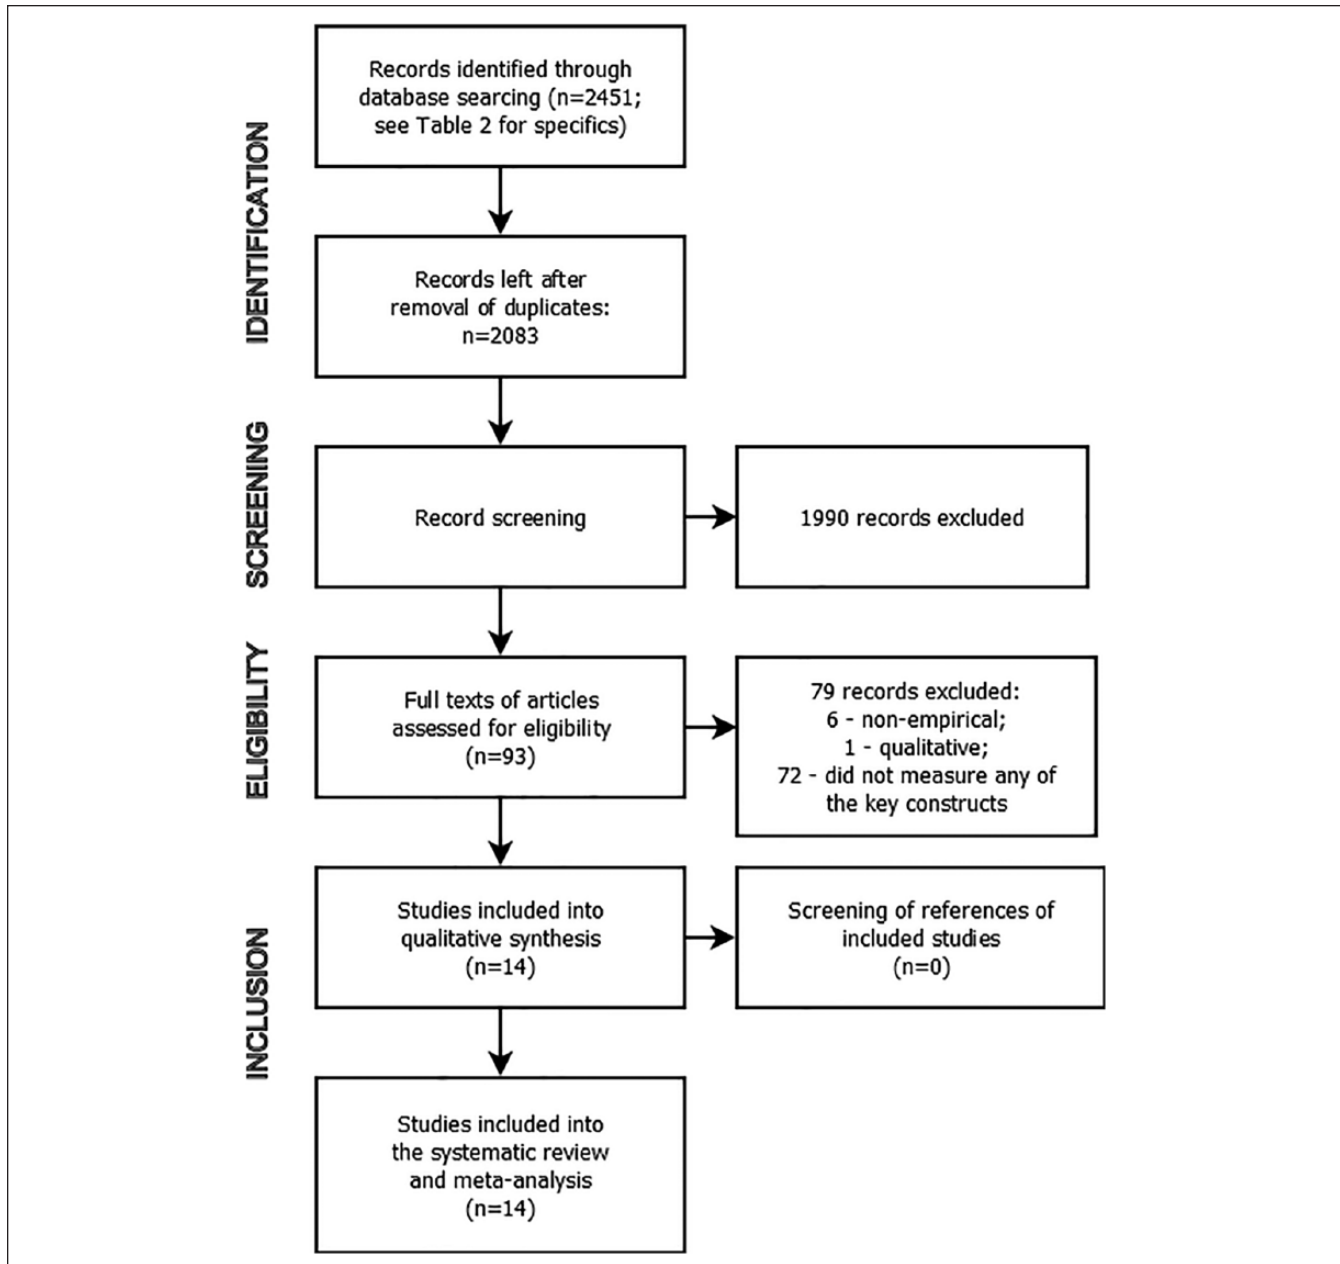 IDENTIFICATION
Records identified through
database searcing (n=2451;
see Table 2 for specifics)
Records left after
removal of duplicates:
n=2083
SCREENING
Record screening
1990 records excluded
ELIGIBILITY
Full texts of articles
assessed for eligibility
(n=93)
79 records excluded:
6 - non-empirical;
1 - qualitative;
72 - did not measure any of
the key constructs
INCLUSION
Studies included into
qualitative synthesis
(n=14)
Screening of references of
included studies
(n=0)
Studies included into
the systematic review
and meta-analysis
(n=14)